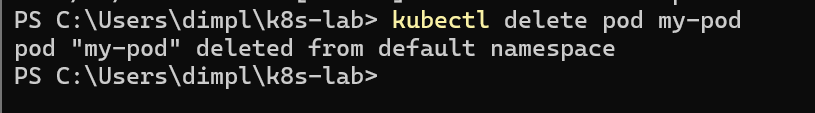 PS C:\Users\dimpl\k8s-lab> kubectl delete pod my-pod
pod "my-pod" deleted from default namespace
PS C:\Users\dimpl\k8s-lab>